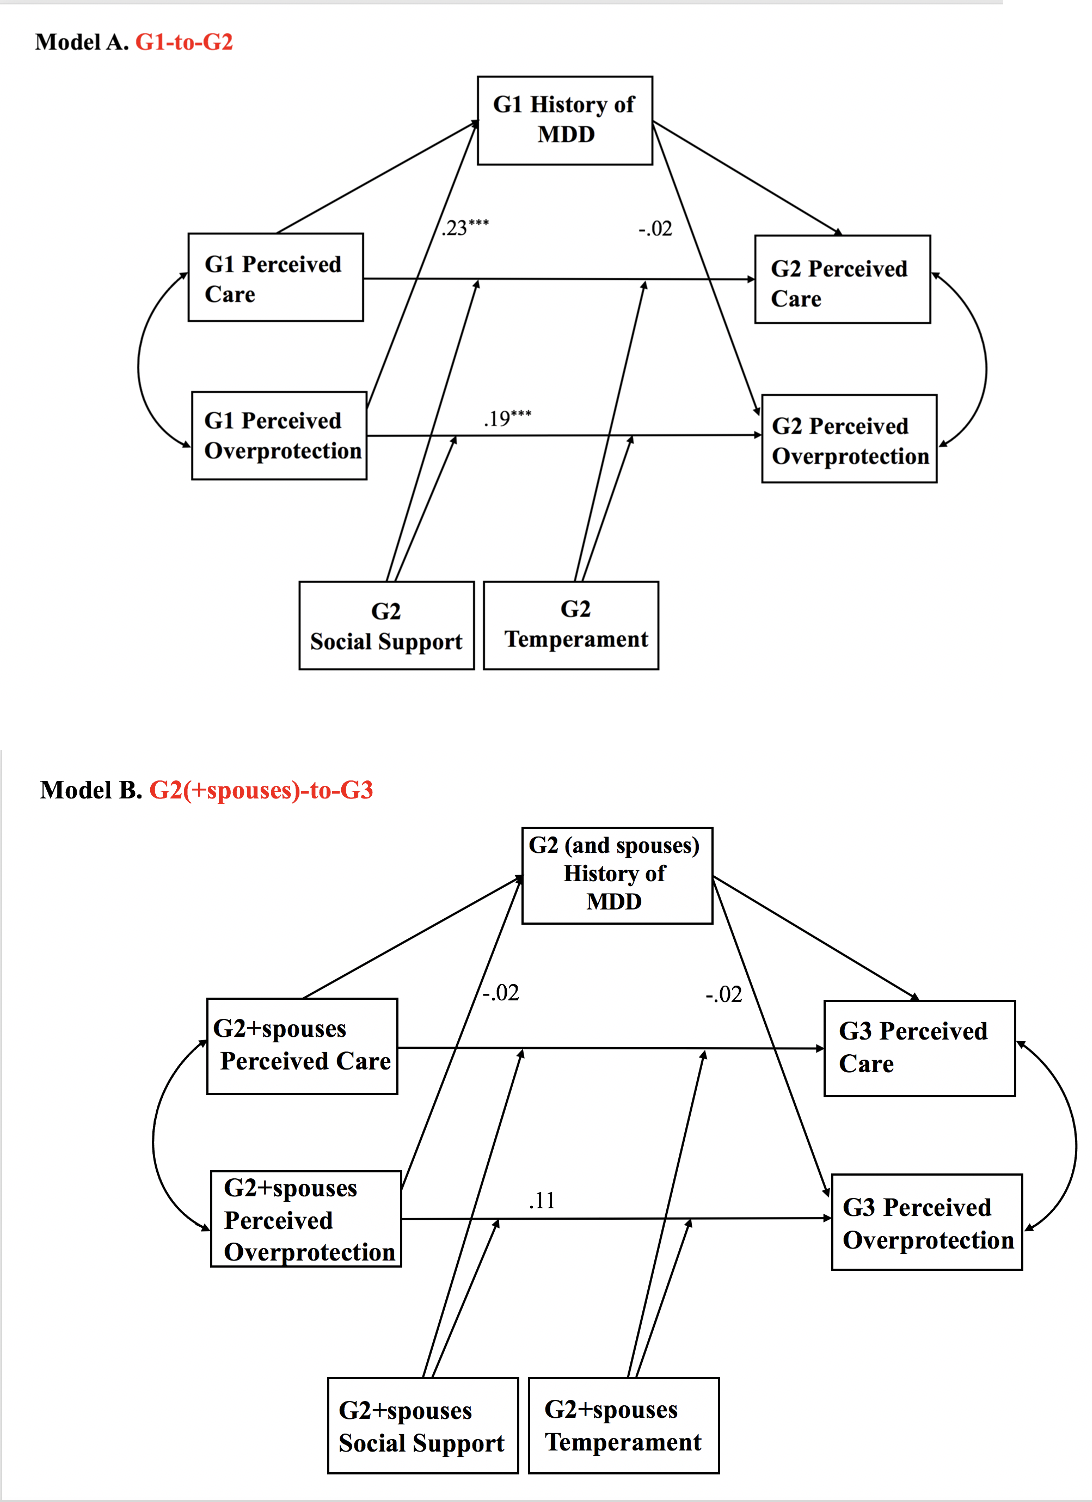 Model A. G1-to-G2
G1 History of
MDD
.23***
-.02
G1 Perceived
Care
G2 Perceived
Care
G1 Perceived
Overprotection
.19***
G2 Perceived
Overprotection
G2
Social Support
G2
Temperament
Model B. G2(+spouses)-to-G3
G2 (and spouses)
History of
MDD
-.02
-.02
G2+spouses
Perceived Care
G3 Perceived
Care
G2+spouses
Perceived
Overprotection
.11
G3 Perceived
Overprotection
G2+spouses
Social Support
G2+spouses
Temperament